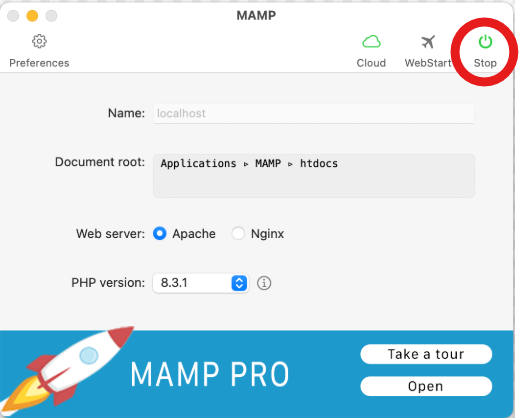 MAMP
Preferences
Cloud
WebStart
Stop
Name: localhost
Document root: Applications ▹ MAMP ▹ htdocs
Web server: Apache Nginx
PHP version: 8.3.1
MAMP PRO
Take a tour
Open